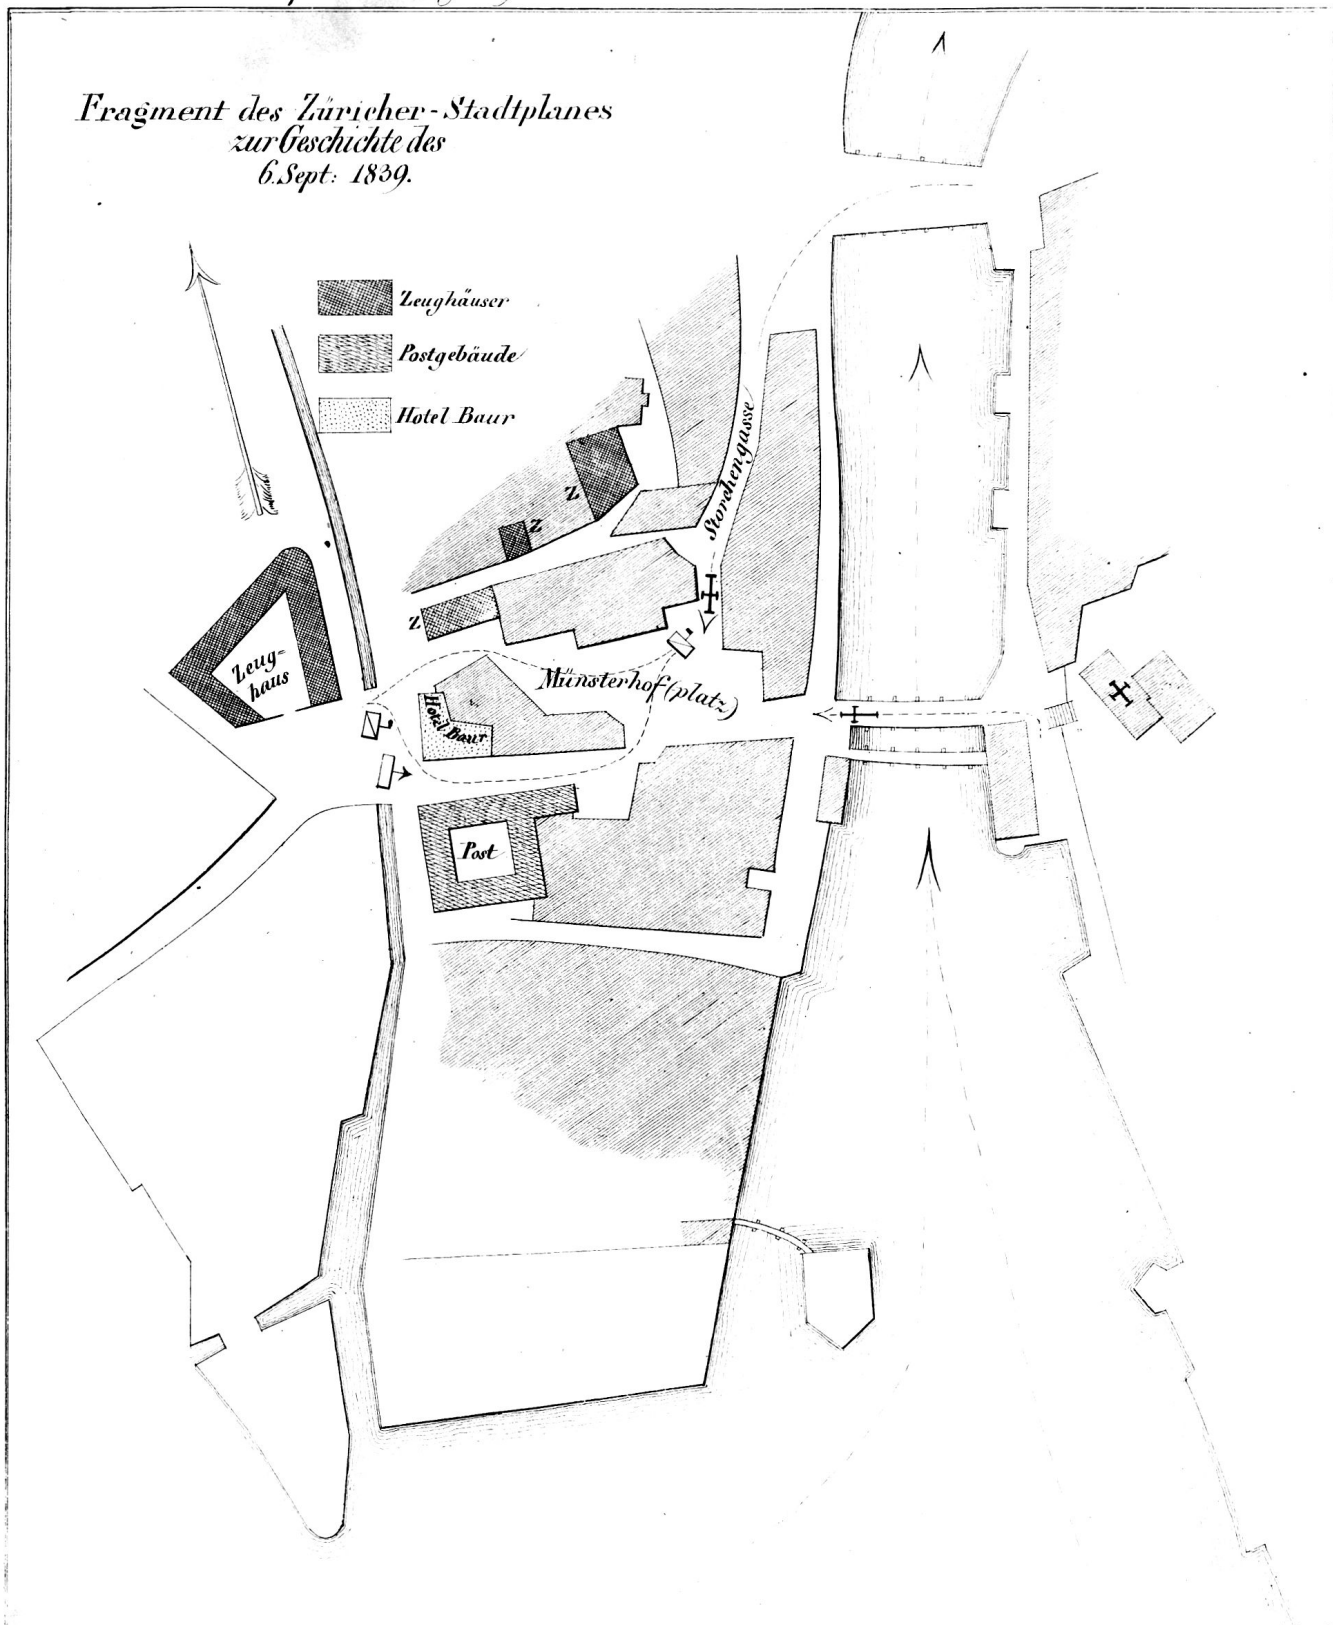 Fragment des Züricher-Stadtplanes
zur Geschichte des
6. Sept: 1839.
Zeughäuser
Postgebäude
Hotel Baur
Storchengasse
Z
Z
Z
Zeug-
haus
Münsterhof(platz)
Hotel Baur
Post